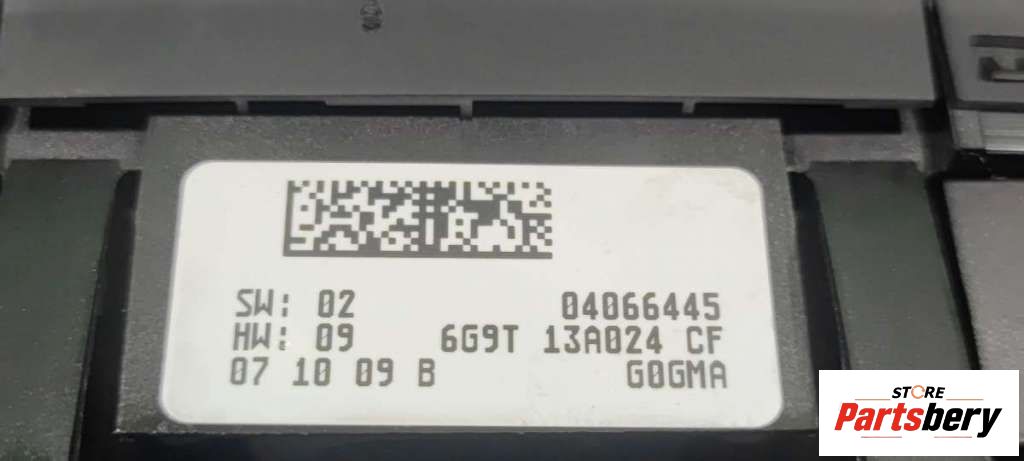 SW: 02 04066445
HW: 09 6G9T 13A024 CF
07 10 09 B G0GMA
STORE
Partsbery